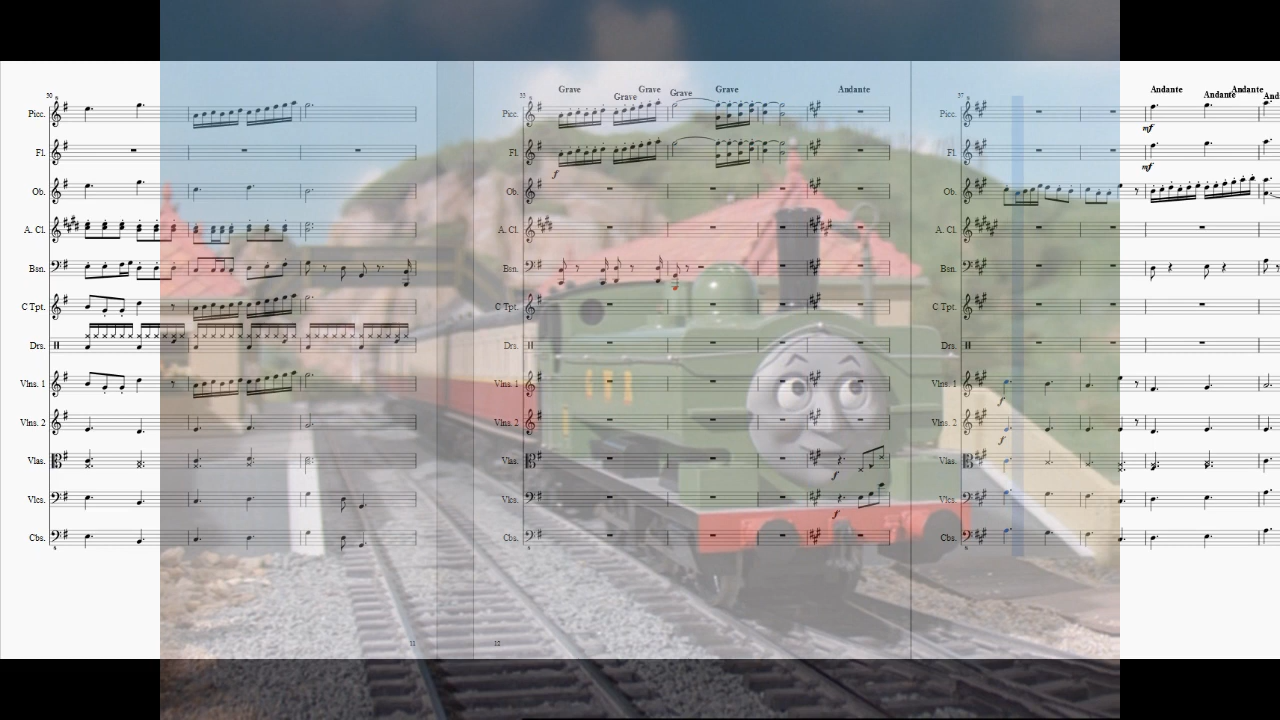 30
Picc.
Fl.
Ob.
A. Cl.
Bsn.
C Tpt.
Drs.
Vlns. 1
Vlns. 2
Vlas.
Vlcs.
Cbs.
11
33
Grave Grave Grave Grave Grave Andante
Picc.
Fl.
f
Ob.
A. Cl.
Bsn.
C Tpt.
Drs.
Vlns. 1
Vlns. 2
Vlas.
f
Vlcs.
f
Cbs.
12
37
Andante Andante Andante And
Picc.
mf
Fl.
mf
Ob.
A. Cl.
Bsn.
C Tpt.
Drs.
Vlns. 1
f
Vlns. 2
f
Vlas.
Vlcs.
Cbs.